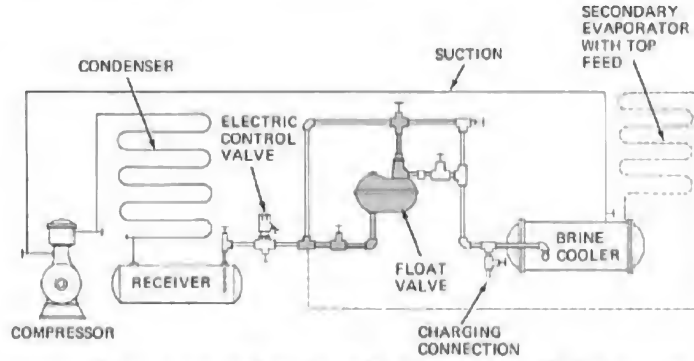 SECONDARY
EVAPORATOR
WITH TOP
FEED
CONDENSER
SUCTION
ELECTRIC
CONTROL
VALVE
FLOAT
VALVE
BRINE
COOLER
RECEIVER
COMPRESSOR
CHARGING
CONNECTION